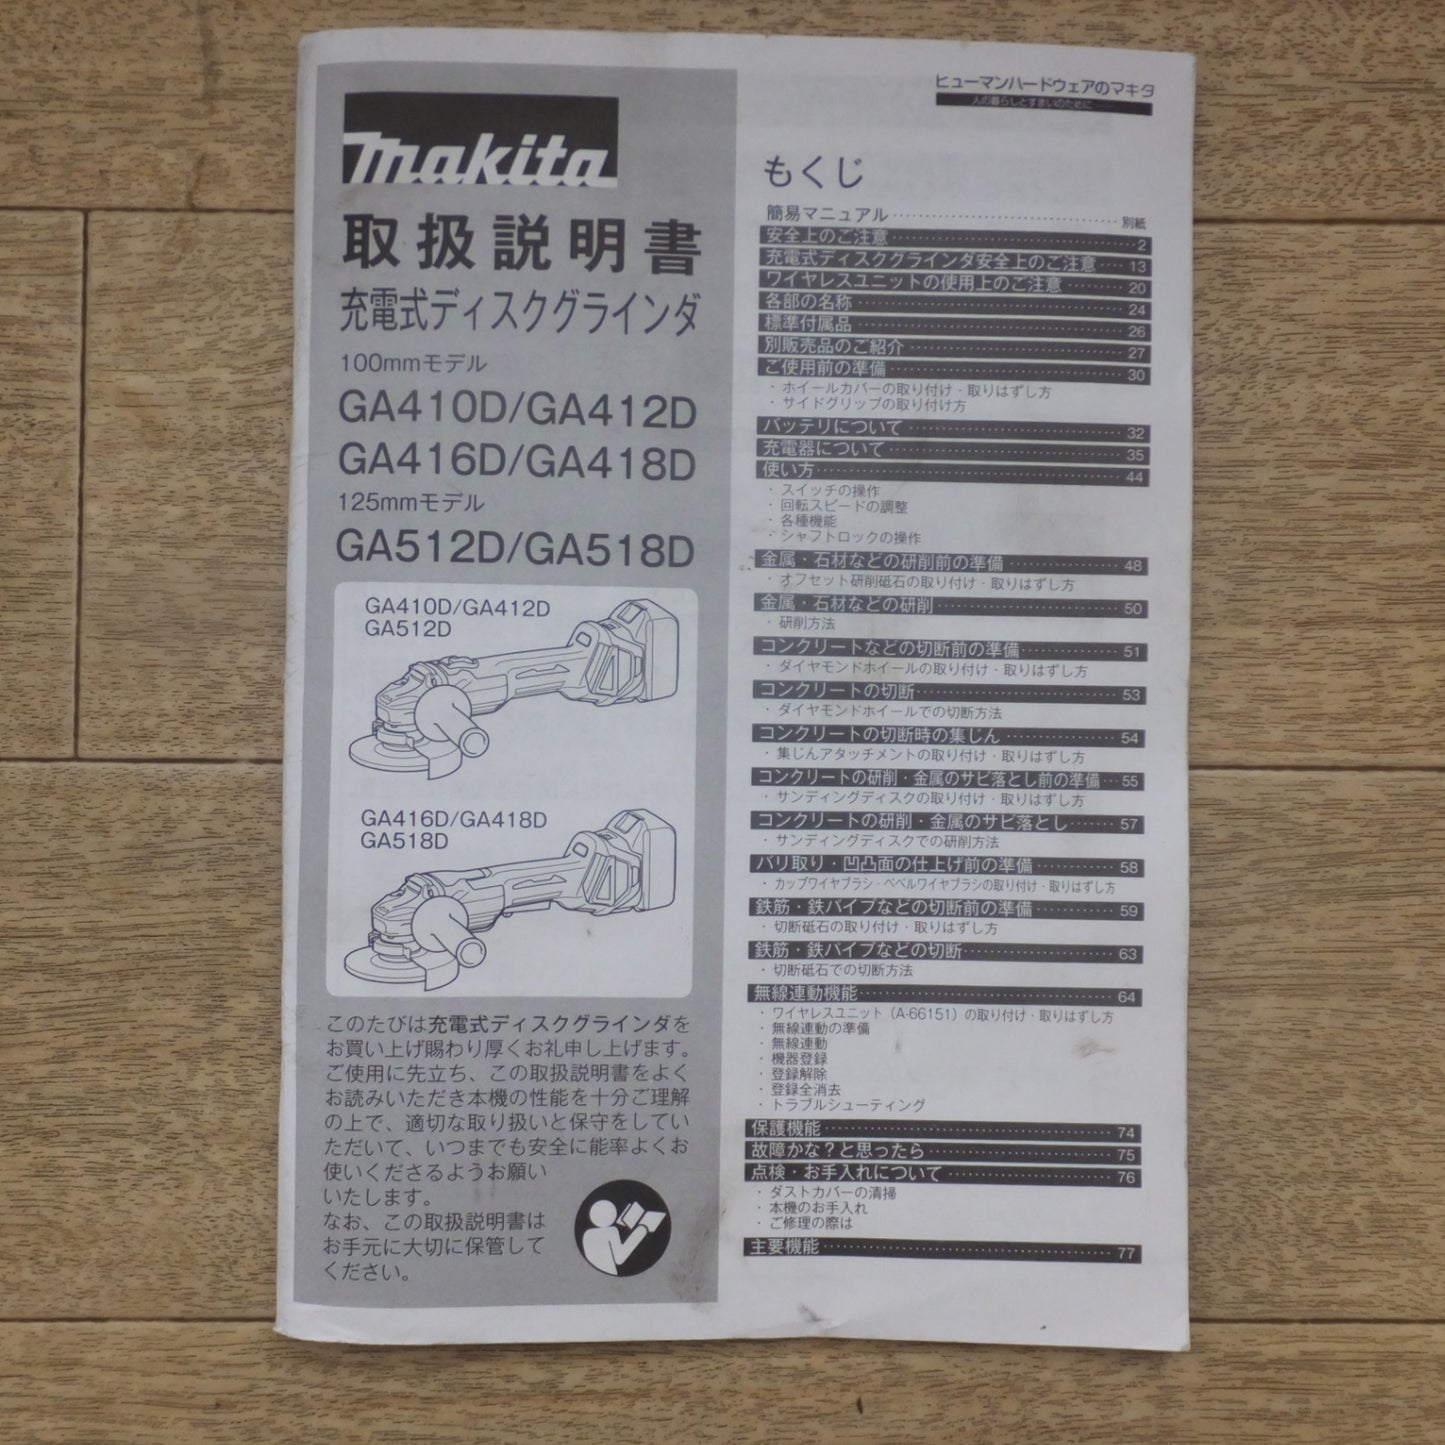 makita
取扱説明書
充電式ディスクグラインダ
100mmモデル
GA410D/GA412D
GA416D/GA418D
125mmモデル
GA512D/GA518D
GA410D/GA412D
GA512D
GA416D/GA418D
GA518D
このたびは充電式ディスクグラインダを
お買い上げ賜わり厚くお礼申し上げます。
ご使用に先立ち、この取扱説明書をよく
お読みいただき本機の性能を十分ご理解
の上で、適切な取り扱いと保守をしてい
ただいて、いつまでも安全に能率よくお
使いくださるようお願い
いたします。
なお、この取扱説明書は
お手元に大切に保管して
ください。
ヒューマンハードウェアのマキタ
人の暮らしとすまいのために
もくじ
簡易マニュアル 別紙
安全上のご注意 2
充電式ディスクグラインダ安全上のご注意 13
ワイヤレスユニットの使用上のご注意 20
各部の名称 24
標準付属品 26
別販売品のご紹介 27
ご使用前の準備 30
・ホイールカバーの取り付け・取りはずし方
・サイドグリップの取り付け方
バッテリについて 32
充電器について 35
使い方 44
・スイッチの操作
・回転スピードの調整
・各種機能
・シャフトロックの操作
金属・石材などの研削前の準備 48
・オフセット研削砥石の取り付け・取りはずし方
金属・石材などの研削 50
・研削方法
コンクリートなどの切断前の準備 51
・ダイヤモンドホイールの取り付け・取りはずし方
コンクリートの切断 53
・ダイヤモンドホイールでの切断方法
コンクリートの切断時の集じん 54
・集じんアタッチメントの取り付け・取りはずし方
コンクリートの研削・金属のサビ落とし前の準備 55
・サンディングディスクの取り付け・取りはずし方
コンクリートの研削・金属のサビ落とし 57
・サンディングディスクでの研削方法
バリ取り・凹凸面の仕上げ前の準備 58
・カップワイヤブラシ・ベベルワイヤブラシの取り付け・取りはずし方
鉄筋・鉄パイプなどの切断前の準備 59
・切断砥石の取り付け・取りはずし方
鉄筋・鉄パイプなどの切断 63
・切断砥石での切断方法
無線連動機能 64
・ワイヤレスユニット（A-66151）の取り付け・取りはずし方
・無線連動の準備
・無線連動
・機器登録
・登録解除
・登録全消去
・トラブルシューティング
保護機能 74
故障かな？と思ったら 75
点検・お手入れについて 76
・ダストカバーの清掃
・本機のお手入れ
・ご修理の際は
主要機能 77